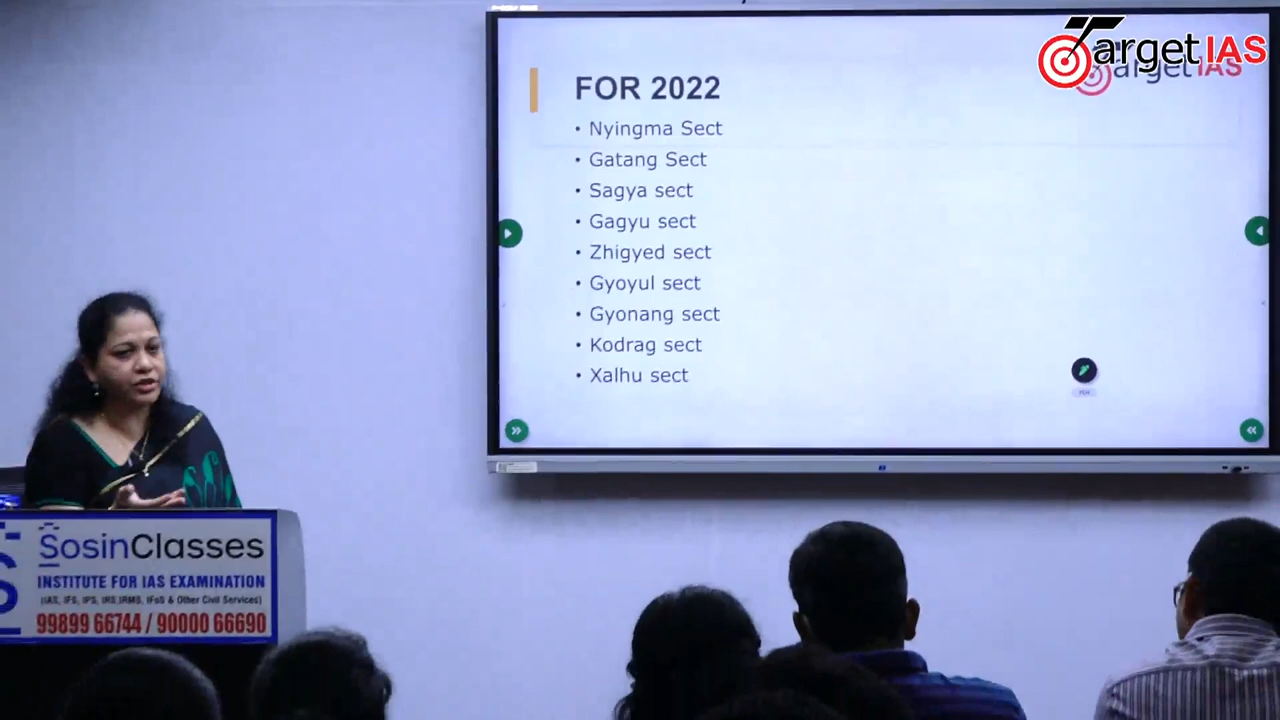 Target IAS
FOR 2022
• Nyingma Sect
• Gatang Sect
• Sagya sect
• Gagyu sect
• Zhigyed sect
• Gyoyul sect
• Gyonang sect
• Kodrag sect
• Xalhu sect
SosinClasses
INSTITUTE FOR IAS EXAMINATION
(IAS, IFS, IPS, IRS, IRMS, IFoS & Other Civil Services)
99899 66744 / 90000 66690